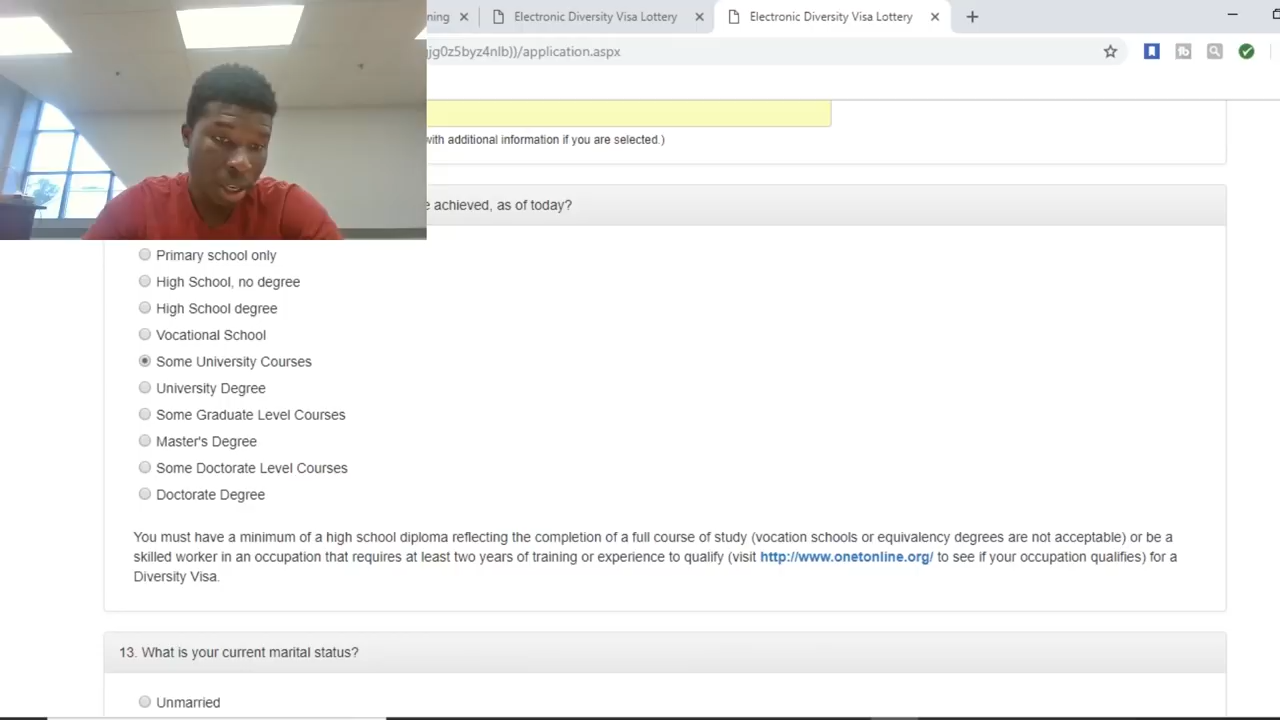 ning
Electronic Diversity Visa Lottery
Electronic Diversity Visa Lottery
jg0z5byz4nlb))/application.aspx
with additional information if you are selected.)
e achieved, as of today?
Primary school only
High School, no degree
High School degree
Vocational School
Some University Courses
University Degree
Some Graduate Level Courses
Master's Degree
Some Doctorate Level Courses
Doctorate Degree
You must have a minimum of a high school diploma reflecting the completion of a full course of study (vocation schools or equivalency degrees are not acceptable) or be a
skilled worker in an occupation that requires at least two years of training or experience to qualify (visit http://www.onetonline.org/ to see if your occupation qualifies) for a
Diversity Visa.
13. What is your current marital status?
Unmarried